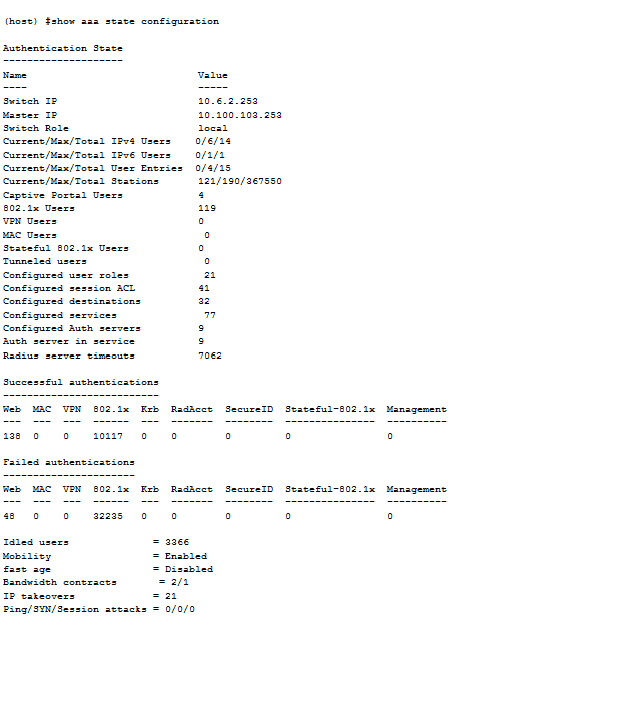 (host) #show aaa state configuration
Authentication State
--------------------
Name Value
---- -----
Switch IP 10.6.2.253
Master IP 10.100.103.253
Switch Role local
Current/Max/Total IPv4 Users 0/6/14
Current/Max/Total IPv6 Users 0/1/1
Current/Max/Total User Entries 0/4/15
Current/Max/Total Stations 121/190/367550
Captive Portal Users 4
802.1x Users 119
VPN Users 0
MAC Users 0
Stateful 802.1x Users 0
Tunneled users 0
Configured user roles 21
Configured session ACL 41
Configured destinations 32
Configured services 77
Configured Auth servers 9
Auth server in service 9
Radius server timeouts 7062
Successful authentications
--------------------------
Web MAC VPN 802.1x Krb RadAcct SecureID Stateful-802.1x Management
--- --- --- ------ --- ------- -------- --------------- ----------
138 0 0 10117 0 0 0 0 0
Failed authentications
----------------------
Web MAC VPN 802.1x Krb RadAcct SecureID Stateful-802.1x Management
--- --- --- ------ --- ------- -------- --------------- ----------
48 0 0 32235 0 0 0 0 0
Idled users = 3366
Mobility = Enabled
fast age = Disabled
Bandwidth contracts = 2/1
IP takeovers = 21
Ping/SYN/Session attacks = 0/0/0